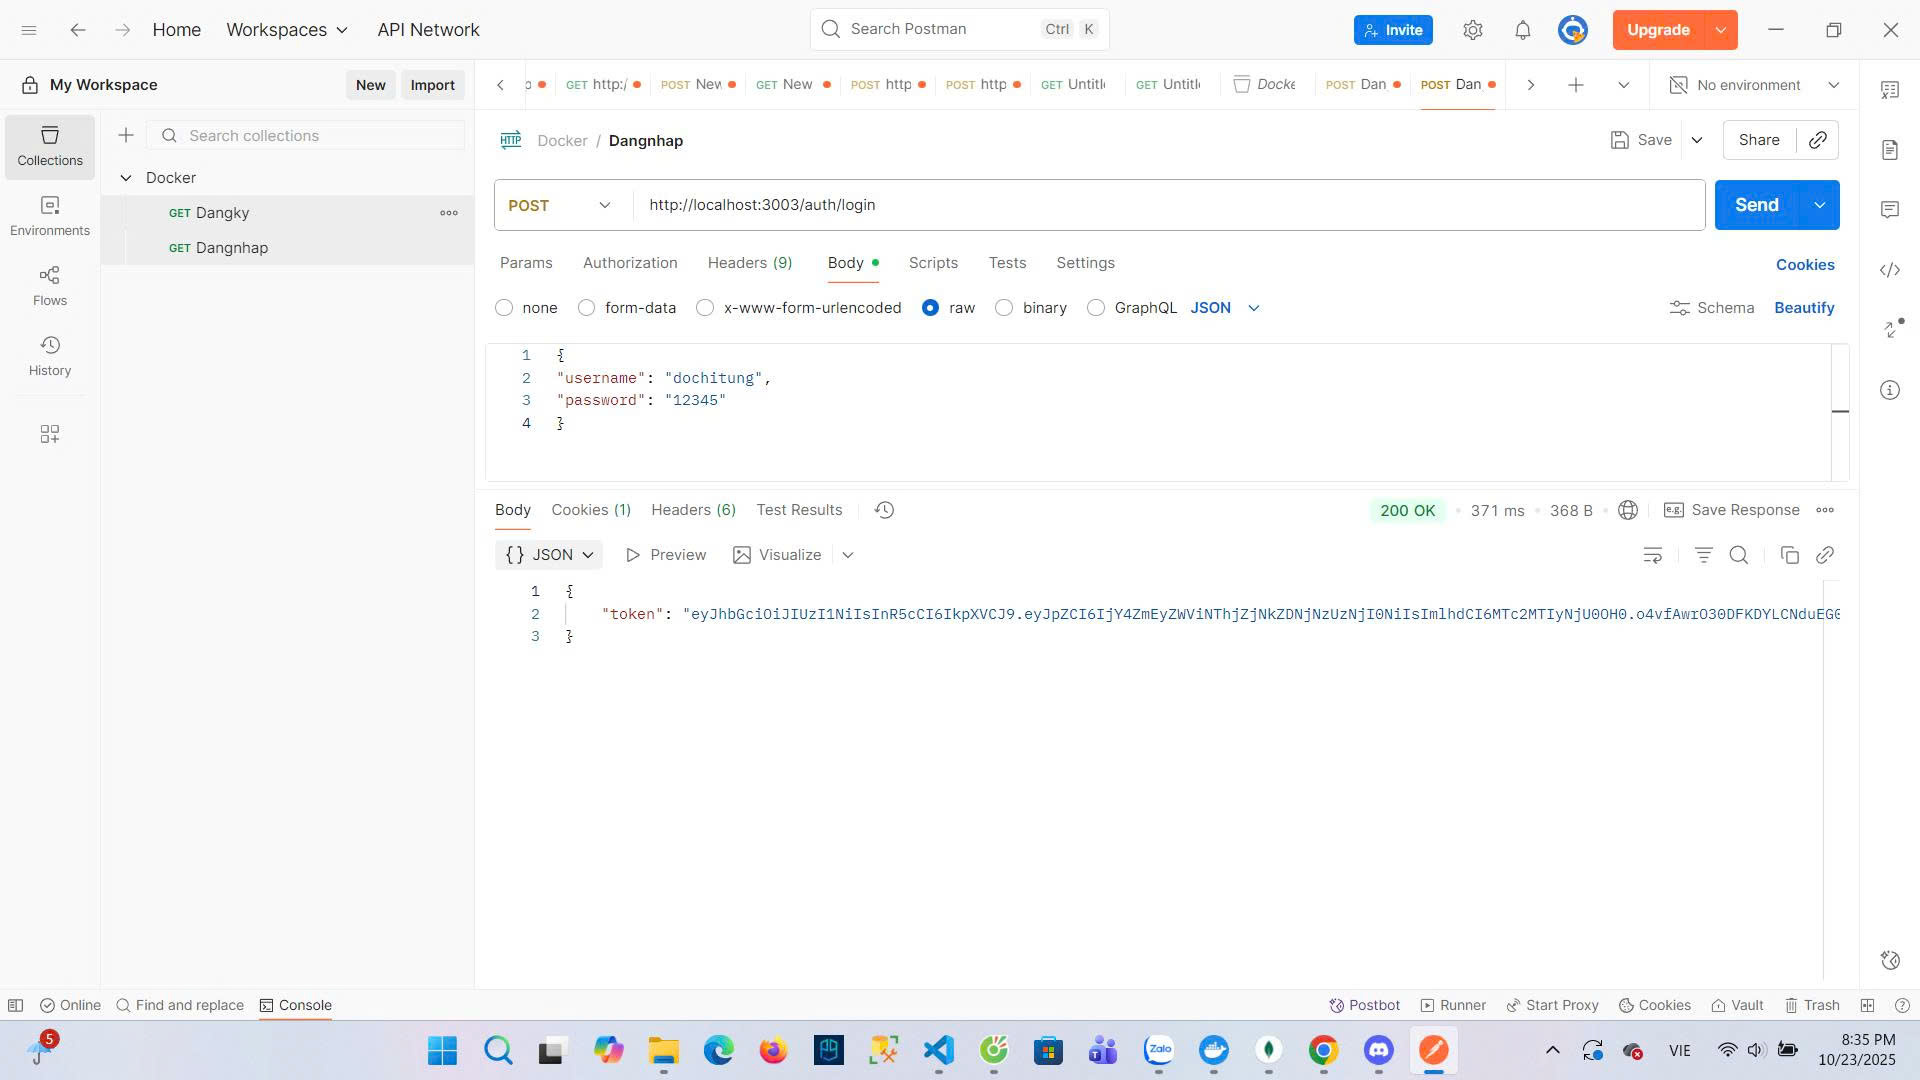 Home
Workspaces
API Network
Search Postman
Ctrl K
Invite
Upgrade
My Workspace
New
Import
GET http:/
POST New
GET New
POST http
POST http
GET Untitl
GET Untitl
Docke
POST Dan
POST Dan
No environment
Collections
Environments
Flows
History
Search collections
Docker
GET Dangky
GET Dangnhap
HTTP
Docker / Dangnhap
Save
Share
POST
http://localhost:3003/auth/login
Send
Params
Authorization
Headers (9)
Body
Scripts
Tests
Settings
Cookies
none
form-data
x-www-form-urlencoded
raw
binary
GraphQL
JSON
Schema
Beautify
1 {
2 "username": "dochitung",
3 "password": "12345"
4 }
Body
Cookies (1)
Headers (6)
Test Results
200 OK
371 ms
368 B
e.g.
Save Response
{} JSON
Preview
Visualize
1 {
2 "token": "eyJhbGciOiJIUzI1NiIsInR5cCI6IkpXVCJ9.eyJpZCI6IjY4ZmEyZWViNThjZjNkZDNjNzUzNjI0NiIsImlhdCI6MTc2MTIyNjU0OH0.o4vfAwrO30DFKDYLCNduEG0
3 }
Online
Find and replace
Console
Postbot
Runner
Start Proxy
Cookies
Vault
Trash
5
Zalo
VIE
8:35 PM
10/23/2025